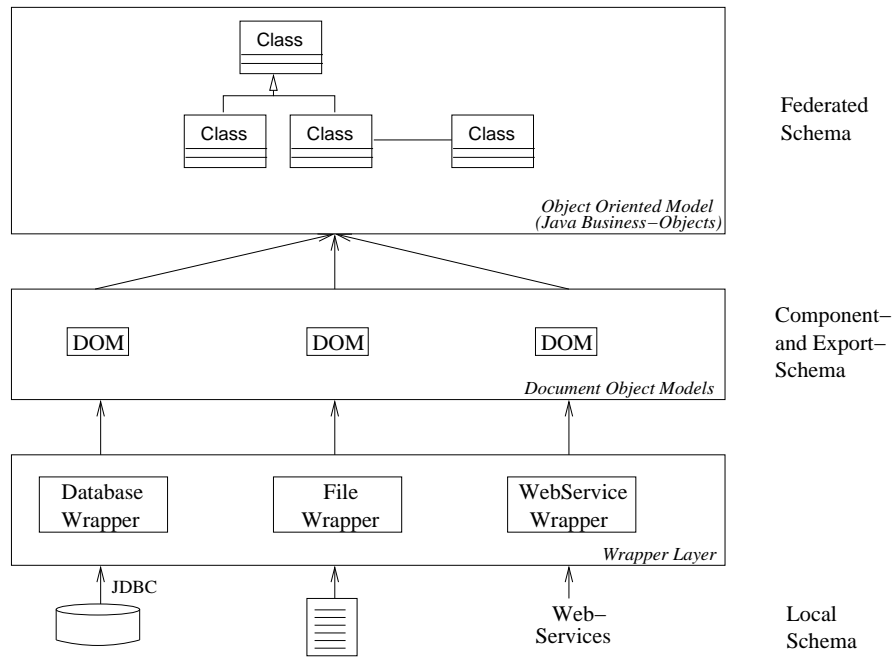 Class
Class
Class
Class
Federated
Schema
Object Oriented Model
(Java Business−Objects)
DOM
DOM
DOM
Component−
and Export−
Schema
Document Object Models
Database
Wrapper
File
Wrapper
WebService
Wrapper
Wrapper Layer
JDBC
Web−
Services
Local
Schema